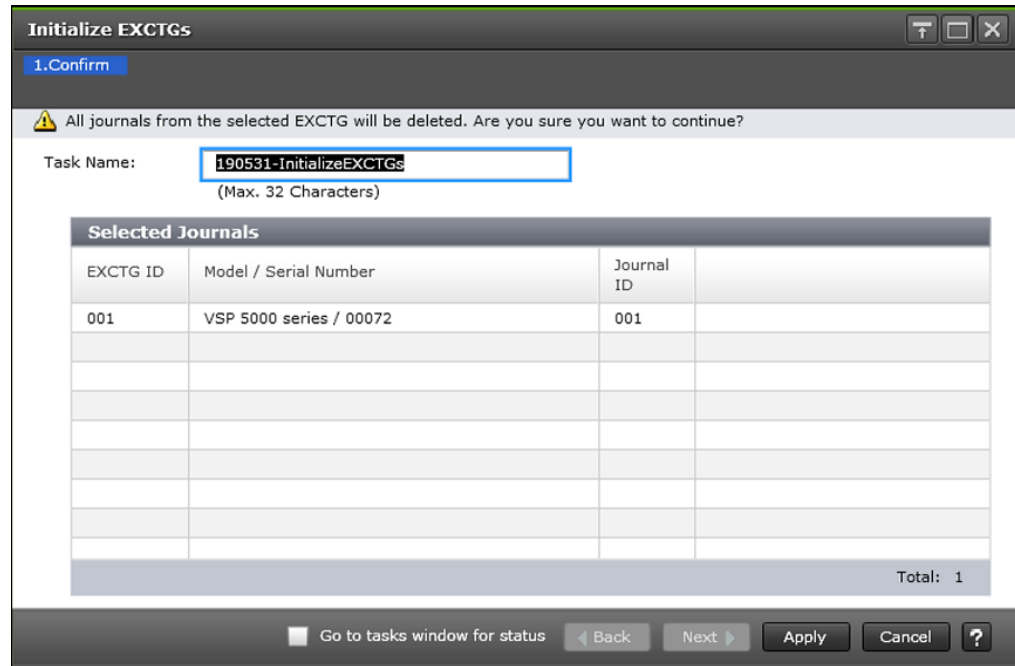 Initialize EXCTGs
1.Confirm
All journals from the selected EXCTG will be deleted. Are you sure you want to continue?
Task Name: 190531-InitializeEXCTGs
(Max. 32 Characters)
Selected Journals
EXCTG ID Model / Serial Number Journal ID
001 VSP 5000 series / 00072 001
Total: 1
Go to tasks window for status Back Next Apply Cancel ?